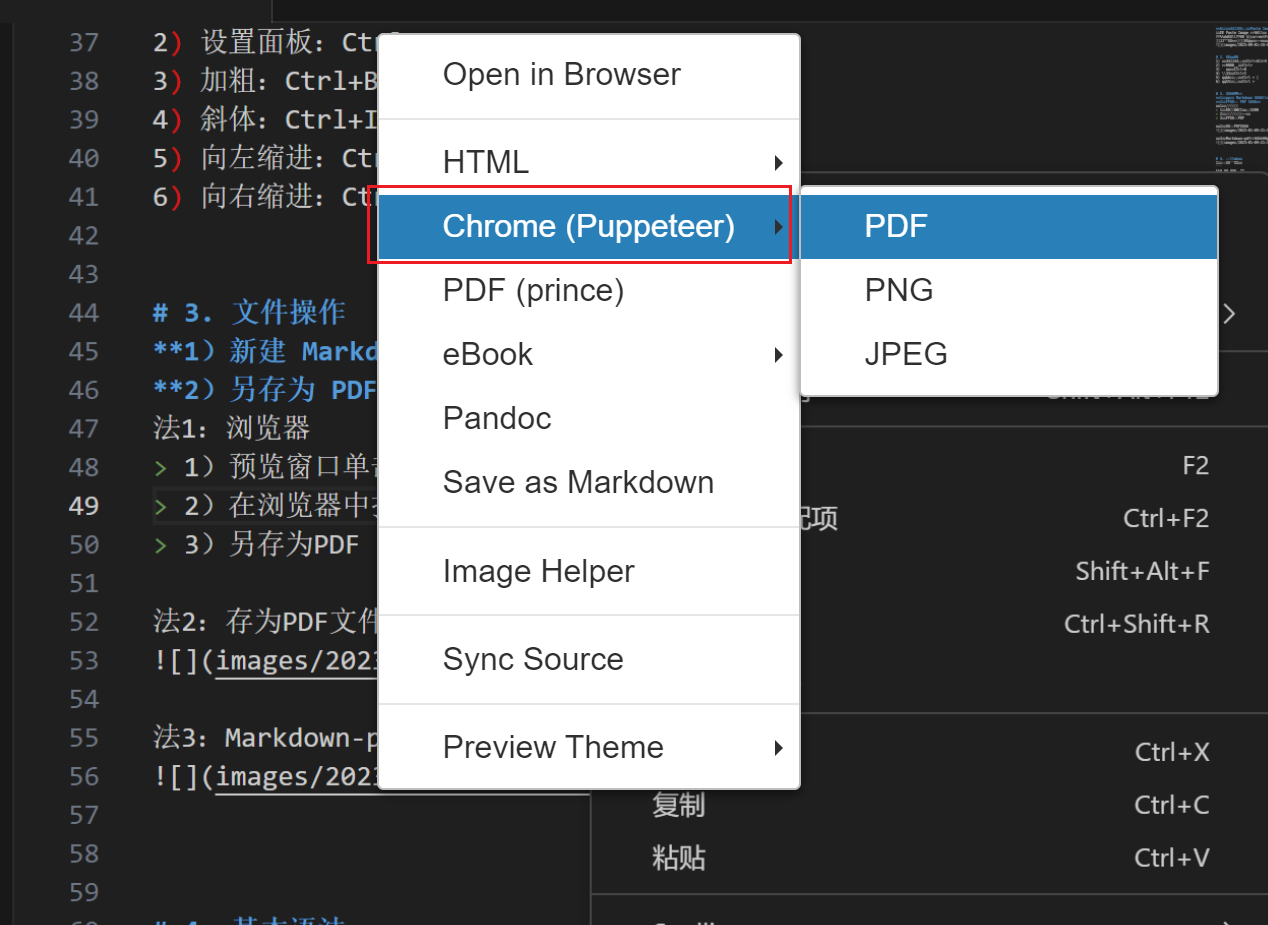 37 2) 设置面板: Ctrl
38 3) 加粗: Ctrl+B
39 4) 斜体: Ctrl+I
40 5) 向左缩进: Ct
41 6) 向右缩进: Ct
42
43
44 # 3. 文件操作
45 **1）新建 Markd
46 **2）另存为 PDF
47 法1: 浏览器
48 > 1）预览窗口单
49 > 2）在浏览器中
50 > 3）另存为PDF
51
52 法2: 存为PDF文件
53 ![](images/202
54
55 法3: Markdown-p
56 ![](images/202
57
58
59
Open in Browser
HTML
Chrome (Puppeteer)
PDF (prince)
eBook
Pandoc
Save as Markdown
Image Helper
Sync Source
Preview Theme
PDF
PNG
JPEG
F2
配项 Ctrl+F2
Shift+Alt+F
Ctrl+Shift+R
Ctrl+X
复制 Ctrl+C
粘贴 Ctrl+V